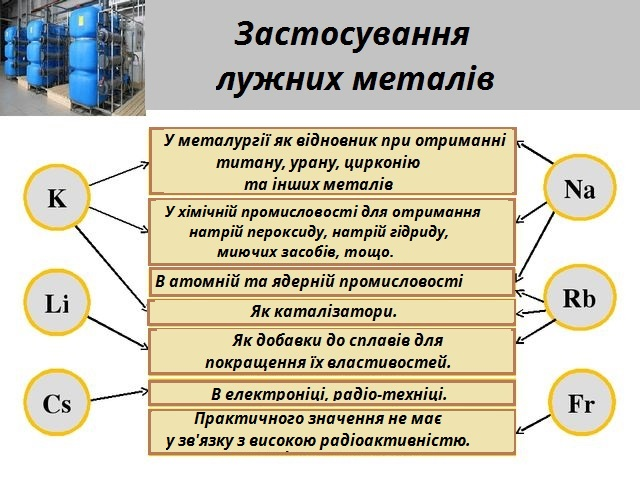 Застосування
лужних металів
K
Li
Cs
У металургії як відновник при отриманні
титану, урану, цирконію
та інших металів
У хімічній промисловості для отримання
натрій пероксиду, натрій гідриду,
миючих засобів, тощо.
В атомній та ядерній промисловості
Як каталізатори.
Як добавки до сплавів для
покращення їх властивостей.
В електроніці, радіо-техніці.
Практичного значення не має
у зв'язку з високою радіоактивністю.
Na
Rb
Fr